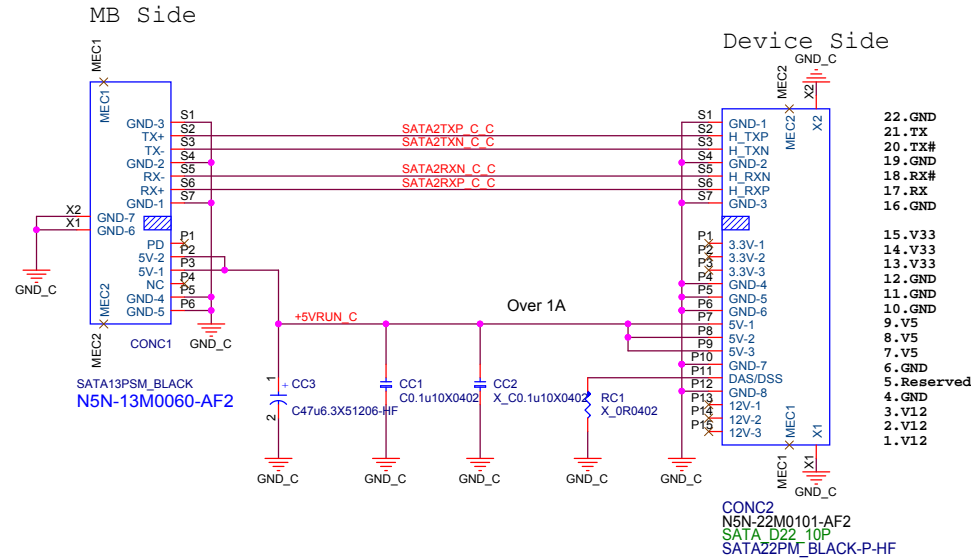 MB Side
Device Side
MEC1
MEC1
GND-3
TX+
TX-
GND-2
RX-
RX+
GND-1
GND-7
GND-6
PD
5V-2
5V-1
NC
GND-4
GND-5
MEC2
MEC2
S1
S2
S3
S4
S5
S6
S7
X2
X1
P1
P2
P3
P4
P5
P6
GND_C
GND_C
CONC1
SATA13PSM_BLACK
N5N-13M0060-AF2
SATA2TXP_C_C
SATA2TXN_C_C
SATA2RXN_C_C
SATA2RXP_C_C
+5VRUN_C
Over 1A
1
+
CC3
C47u6.3X51206-HF
2
GND_C
CC1
C0.1u10X0402
GND_C
CC2
X_C0.1u10X0402
GND_C
RC1
X_0R0402
GND_C
GND_C
GND_C
X2
X2
MEC2
MEC2
S1
S2
S3
S4
S5
S6
S7
P1
P2
P3
P4
P5
P6
P7
P8
P9
P10
P11
P12
P13
P14
P15
GND-1
H_TXP
H_TXN
GND-2
H_RXN
H_RXP
GND-3
3.3V-1
3.3V-2
3.3V-3
GND-4
GND-5
GND-6
5V-1
5V-2
5V-3
GND-7
DAS/DSS
GND-8
12V-1
12V-2
12V-3
MEC1
MEC1
X1
X1
GND_C
CONC2
N5N-22M0101-AF2
SATA_D22_10P
SATA22PM_BLACK-P-HF
22.GND
21.TX
20.TX#
19.GND
18.RX#
17.RX
16.GND
15.V33
14.V33
13.V33
12.GND
11.GND
10.GND
9.V5
8.V5
7.V5
6.GND
5.Reserved
4.GND
3.V12
2.V12
1.V12